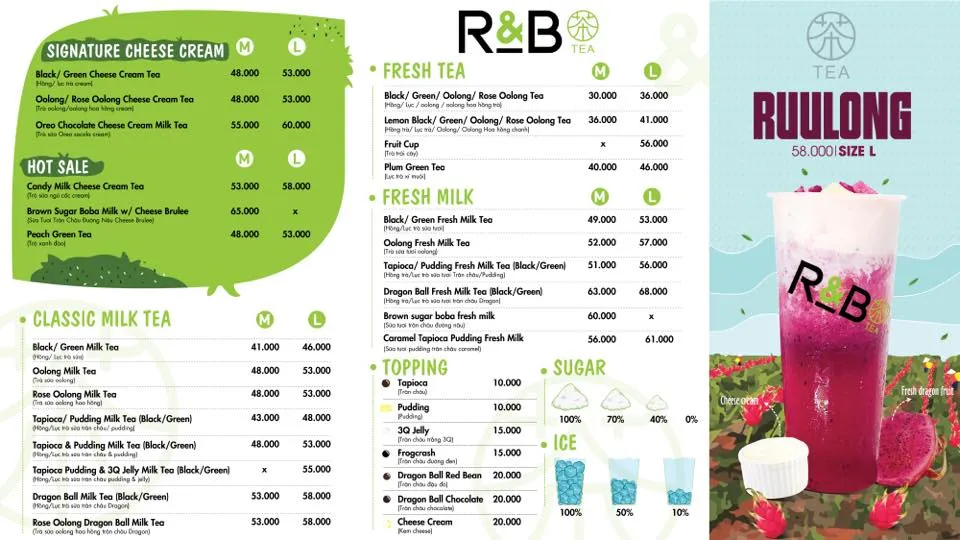 SIGNATURE CHEESE CREAM M L
Black/ Green Cheese Cream Tea 48.000 53.000
(Hồng/ lục trà cream)
Oolong/ Rose Oolong Cheese Cream Tea 48.000 53.000
(Trà oolong/oolong hoa hồng cream)
Oreo Chocolate Cheese Cream Milk Tea 55.000 60.000
(Trà sữa Oreo socola cream)
HOT SALE M L
Candy Milk Cheese Cream Tea 53.000 58.000
(Trà sữa ngũ cốc cream)
Brown Sugar Boba Milk w/ Cheese Brulee 65.000 x
(Sữa Tươi Trân Châu Đường Nâu Cheese Brulee)
Peach Green Tea 48.000 53.000
(Trà xanh đào)
CLASSIC MILK TEA M L
Black/ Green Milk Tea 41.000 46.000
(Hồng/ Lục trà sữa)
Oolong Milk Tea 48.000 53.000
(Trà sữa oolong)
Rose Oolong Milk Tea 48.000 53.000
(Trà sữa oolong hoa hồng)
Tapioca/ Pudding Milk Tea (Black/Green) 43.000 48.000
(Hồng/Lục trà sữa trân châu/ pudding)
Tapioca & Pudding Milk Tea (Black/Green) 48.000 53.000
(Hồng/Lục trà sữa trân châu & pudding)
Tapioca Pudding & 3Q Jelly Milk Tea (Black/Green) x 55.000
(Hồng/Lục trà sữa trân châu pudding & jelly)
Dragon Ball Milk Tea (Black/Green) 53.000 58.000
(Hồng/Lục trà sữa trân châu Dragon)
Rose Oolong Dragon Ball Milk Tea 53.000 58.000
(Trà sữa oolong hoa hồng trân châu Dragon)
R&B TEA
FRESH TEA M L
Black/ Green/ Oolong/ Rose Oolong Tea 30.000 36.000
(Hồng/ Lục / oolong / oolong hoa hồng trà)
Lemon Black/ Green/ Oolong/ Rose Oolong Tea 36.000 41.000
(Hồng trà/ Lục trà/ Oolong/ Oolong Hoa hồng chanh)
Fruit Cup x 56.000
(Trà trái cây)
Plum Green Tea 40.000 46.000
(Lục trà xí muội)
FRESH MILK M L
Black/ Green Fresh Milk Tea 49.000 53.000
(Hồng/Lục trà sữa tươi)
Oolong Fresh Milk Tea 52.000 57.000
(Trà sữa tươi oolong)
Tapioca/ Pudding Fresh Milk Tea (Black/Green) 51.000 56.000
(Hồng trà/Lục trà sữa tươi Trân châu/Pudding)
Dragon Ball Fresh Milk Tea (Black/Green) 63.000 68.000
(Hồng trà/Lục trà sữa tươi trân châu Dragon)
Brown sugar boba fresh milk 60.000 x
(Sữa tươi trân châu đường nâu)
Caramel Tapioca Pudding Fresh Milk 56.000 61.000
(Sữa tươi pudding trân châu caramel)
TOPPING
Tapioca 10.000
(Trân châu)
Pudding 10.000
(Pudding)
3Q Jelly 15.000
(Trân châu trắng 3Q)
Frogcrash 15.000
(Trân châu đường đen)
Dragon Ball Red Bean 20.000
(Trân châu đậu đỏ)
Dragon Ball Chocolate 20.000
(Trân châu chocolate)
Cheese Cream 20.000
(Kem cheese)
SUGAR
100% 70% 40% 0%
ICE
100% 50% 10%
TEA
RUULONG
58.000|SIZE L
R&B TEA
Cheese cream
Fresh dragon fruit